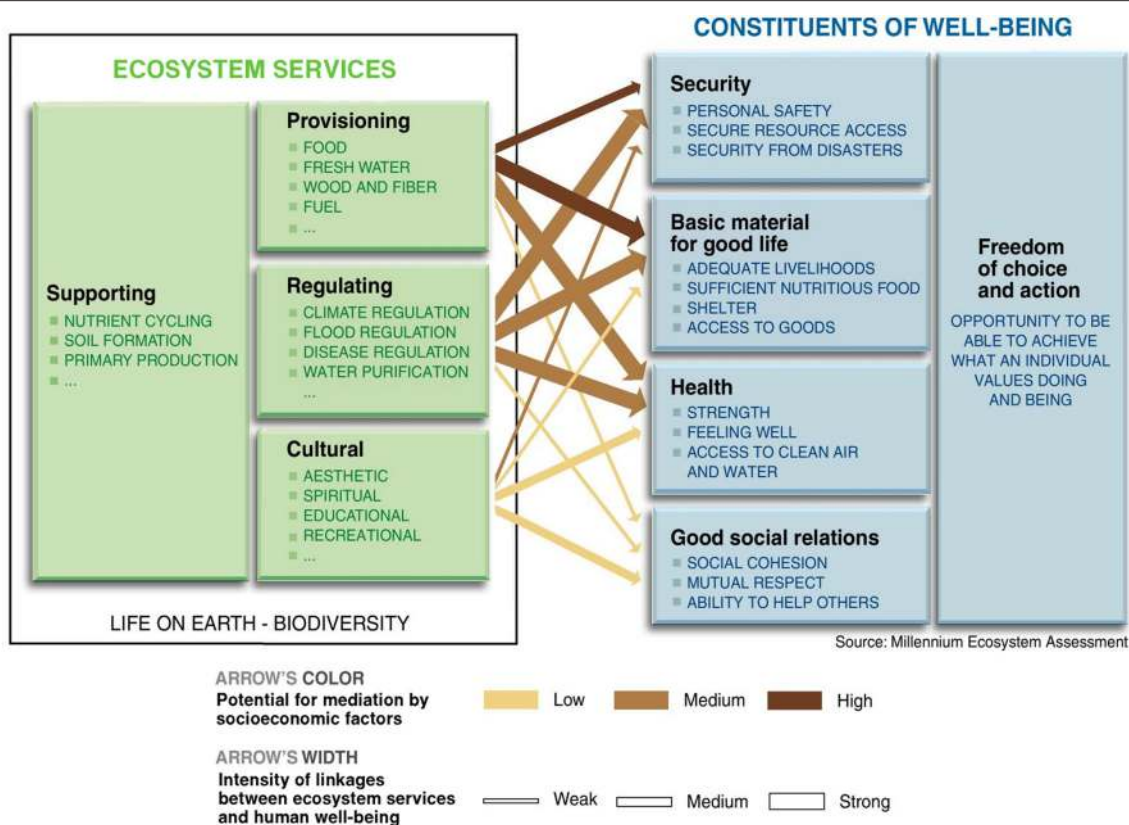 CONSTITUENTS OF WELL-BEING
ECOSYSTEM SERVICES
Supporting
NUTRIENT CYCLING
SOIL FORMATION
PRIMARY PRODUCTION
...
Provisioning
FOOD
FRESH WATER
WOOD AND FIBER
FUEL
...
Regulating
CLIMATE REGULATION
FLOOD REGULATION
DISEASE REGULATION
WATER PURIFICATION
...
Cultural
AESTHETIC
SPIRITUAL
EDUCATIONAL
RECREATIONAL
...
LIFE ON EARTH - BIODIVERSITY
Security
PERSONAL SAFETY
SECURE RESOURCE ACCESS
SECURITY FROM DISASTERS
Basic material
for good life
ADEQUATE LIVELIHOODS
SUFFICIENT NUTRITIOUS FOOD
SHELTER
ACCESS TO GOODS
Health
STRENGTH
FEELING WELL
ACCESS TO CLEAN AIR
AND WATER
Good social relations
SOCIAL COHESION
MUTUAL RESPECT
ABILITY TO HELP OTHERS
Freedom
of choice
and action
OPPORTUNITY TO BE
ABLE TO ACHIEVE
WHAT AN INDIVIDUAL
VALUES DOING
AND BEING
Source: Millennium Ecosystem Assessment
ARROW'S COLOR
Potential for mediation by
socioeconomic factors
Low
Medium
High
ARROW'S WIDTH
Intensity of linkages
between ecosystem services
and human well-being
Weak
Medium
Strong